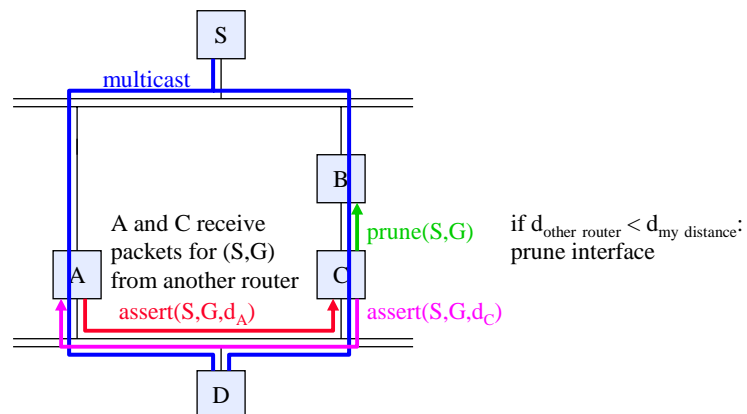 S
multicast
B
A and C receive
packets for (S,G)
from another router
prune(S,G)
if d_other router < d_my distance:
prune interface
A
C
assert(S,G,d_A)
assert(S,G,d_C)
D